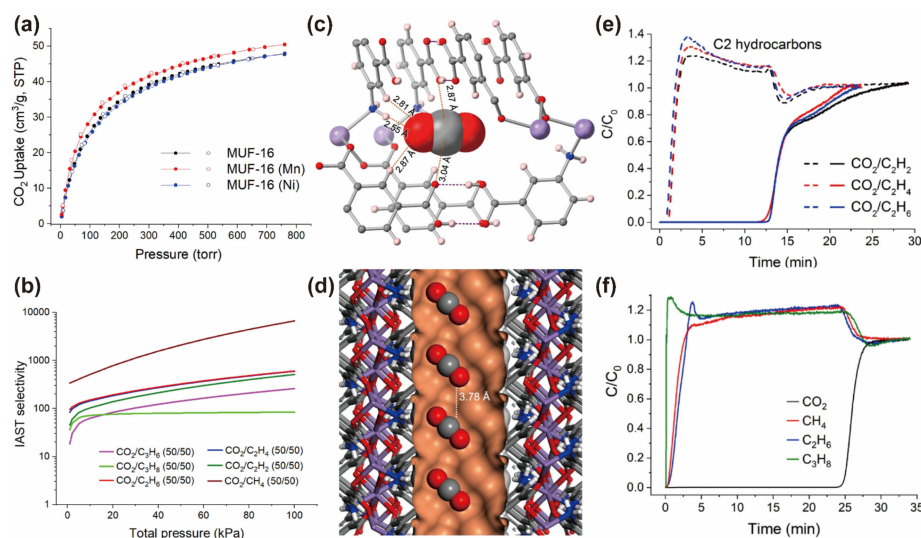 (a)
CO₂ Uptake (cm³/g, STP)
50
40
30
20
10
0
MUF-16
MUF-16 (Mn)
MUF-16 (Ni)
0 100 200 300 400 500 600 700 800
Pressure (torr)
(b)
IAST selectivity
10000
1000
100
10
1
CO₂/C₃H₆ (50/50) CO₂/C₂H₄ (50/50)
CO₂/C₃H₈ (50/50) CO₂/C₂H₂ (50/50)
CO₂/C₂H₆ (50/50) CO₂/CH₄ (50/50)
0 20 40 60 80 100
Total pressure (kPa)
(c)
2.87 Å
2.81 Å
2.55 Å
2.87 Å
3.04 Å
(d)
3.78 Å
(e)
C2 hydrocarbons
C/C₀
1.4
1.2
1.0
0.8
0.6
0.4
0.2
0.0
CO₂/C₂H₂
CO₂/C₂H₄
CO₂/C₂H₆
0 5 10 15 20 25 30
Time (min)
(f)
C/C₀
1.4
1.2
1.0
0.8
0.6
0.4
0.2
0.0
CO₂
CH₄
C₂H₆
C₃H₈
0 5 10 15 20 25 30 35
Time (min)